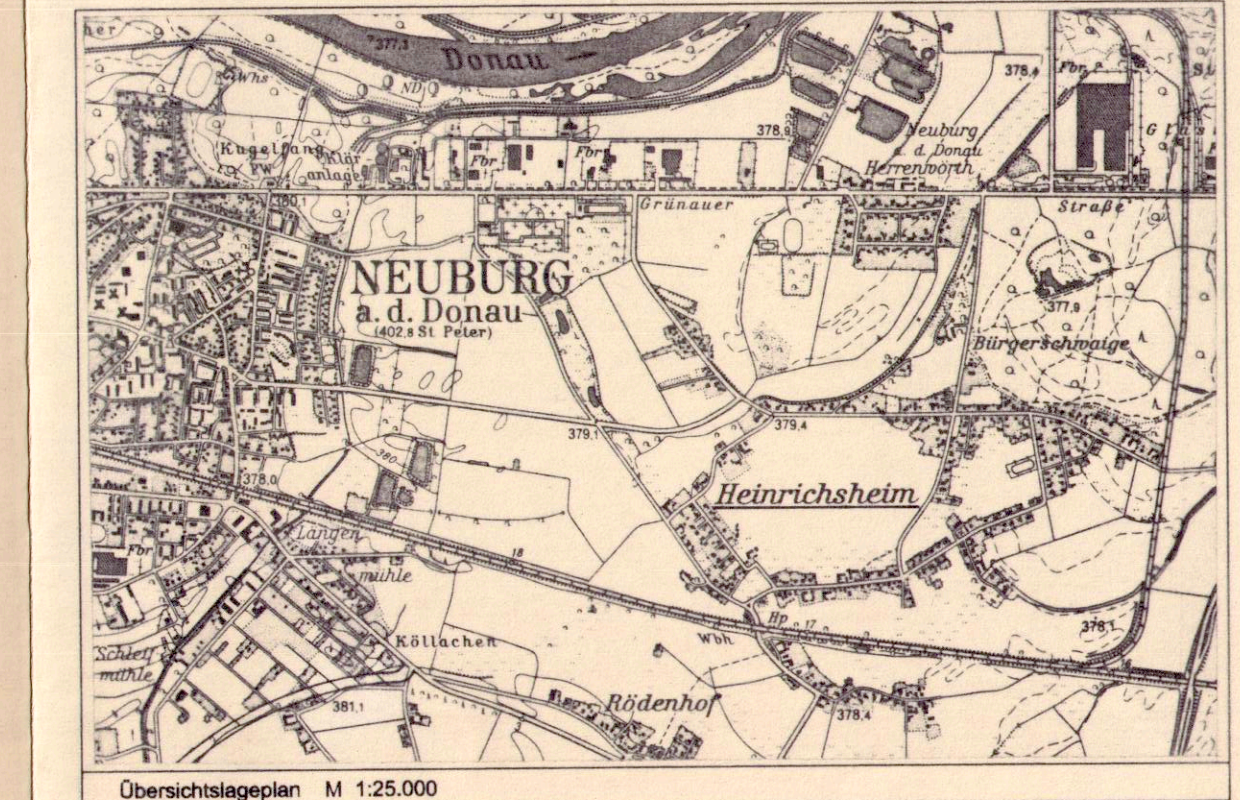 her
377,1
Donau
Whs
ND
378,4
Fbr
378,9
Neuburg
a. d. Donau
Herrenwörth
Glas
Kugelfang
Klär
anlage
PW
Fbr
Fbr
380,1
Grünauer
Straße
NEUBURG
a. d. Donau
(402,8 St. Peter)
377,9
Bürgerschwaige
379,1
379,4
380
378,0
Heinrichsheim
Langen
mühle
18
Fbr
Hp
17
Wbh
378,1
Köllachen
Schleif
mühle
Rödenhof
381,1
378,4
Übersichtslageplan M 1:25.000